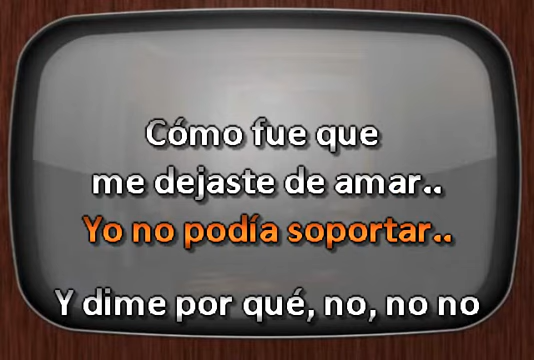 Cómo fue que
me dejaste de amar..
Yo no podía soportar..
Y dime por qué, no, no no